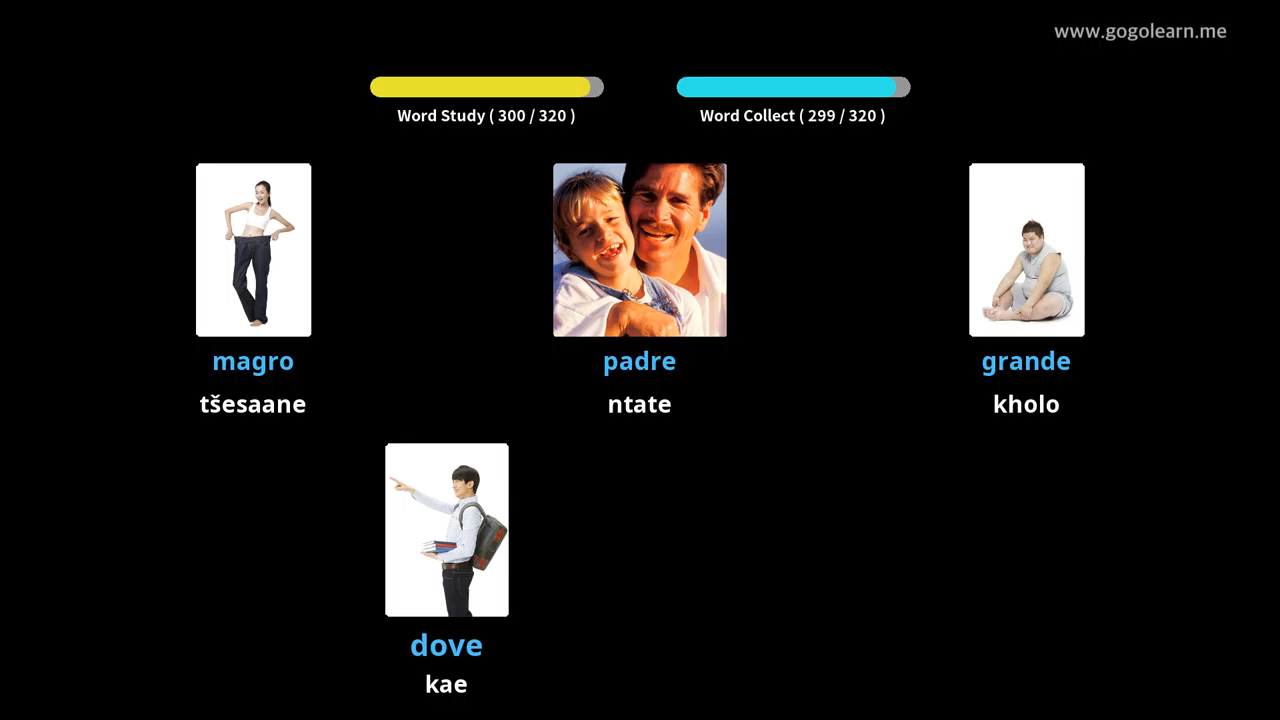 www.gogolearn.me
Word Study ( 300 / 320 )
Word Collect ( 299 / 320 )
magro
padre
grande
tšesaane
ntate
kholo
dove
kae